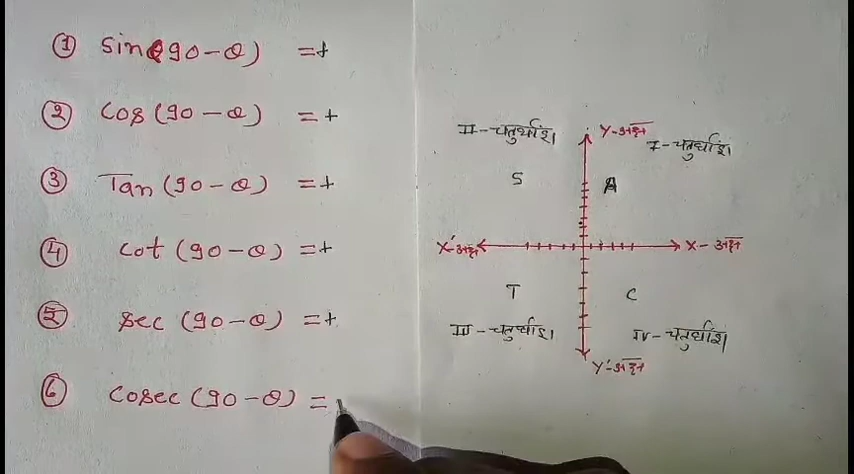 ① sin(90-θ) =+
② cos(90-θ) =+
③ Tan(90-θ) =+
④ cot(90-θ) =+
⑤ sec(90-θ) =+
⑥ cosec(90-θ) =
Y-अक्ष
II-चतुर्थांश
I-चतुर्थांश
S
A
X'-अक्ष
X-अक्ष
T
C
III-चतुर्थांश
IV-चतुर्थांश
Y'-अक्ष